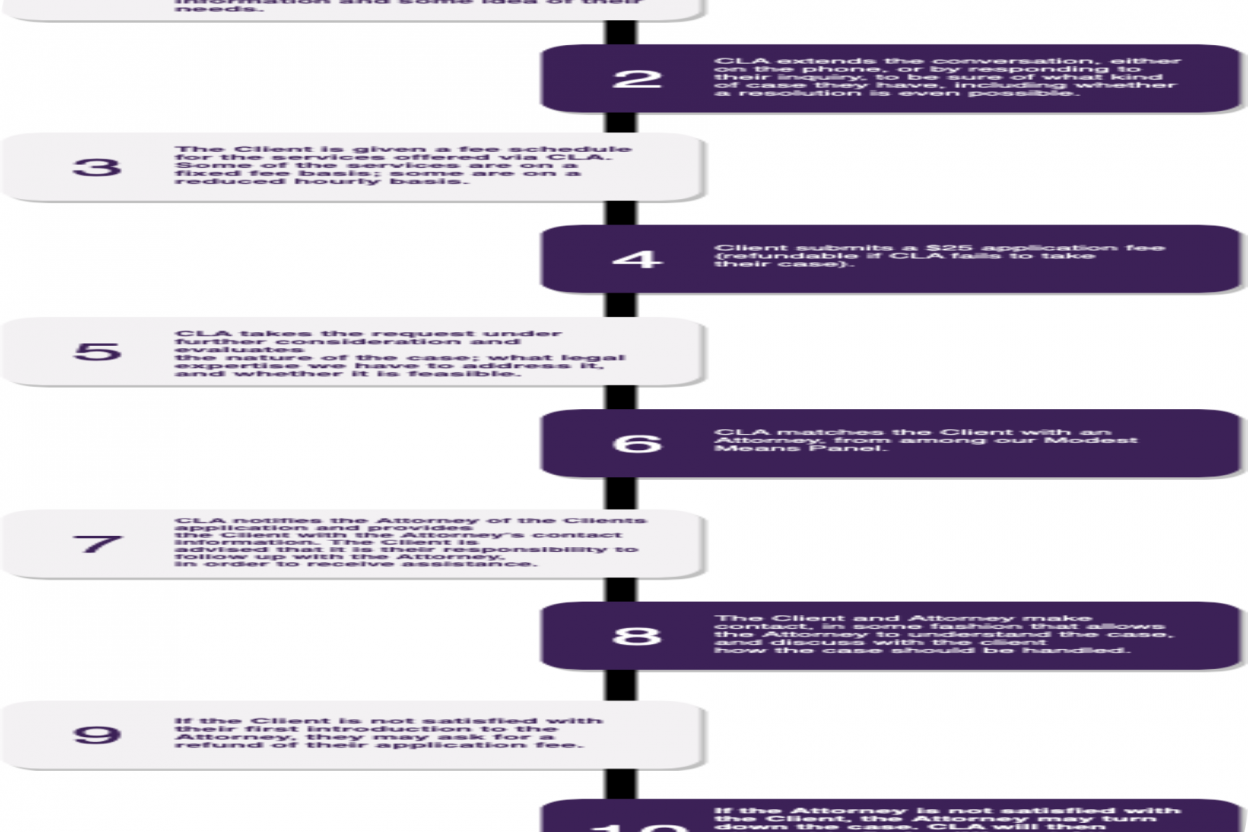 information and some idea of their
needs.
2
CLA extends the conversation, either
on the phone, or by responding to
their inquiry, to be sure of what kind
of case they have, including whether
a resolution is even possible.
3
The Client is given a fee schedule
for the services offered via CLA.
Some of the services are on a
fixed fee basis; some are on a
reduced hourly basis.
4
Client submits a $25 application fee
(refundable if CLA fails to take
their case).
5
CLA takes the request under
further consideration and
evaluates
the nature of the case; what legal
expertise we have to address it,
and whether it is feasible.
6
CLA matches the Client with an
Attorney, from among our Modest
Means Panel.
7
CLA notifies the Attorney of the Clients
application and provides
the Client with the Attorney's contact
information. The Client is
advised that it is their responsibility to
follow up with the Attorney,
in order to receive assistance.
8
The Client and Attorney make
contact, in some fashion that allows
the Attorney to understand the case,
and discuss with the client
how the case should be handled.
9
If the Client is not satisfied with
their first introduction to the
Attorney, they may ask for a
refund of their application fee.
10
If the Attorney is not satisfied with
the Client, the Attorney may turn
down the case. CLA will then